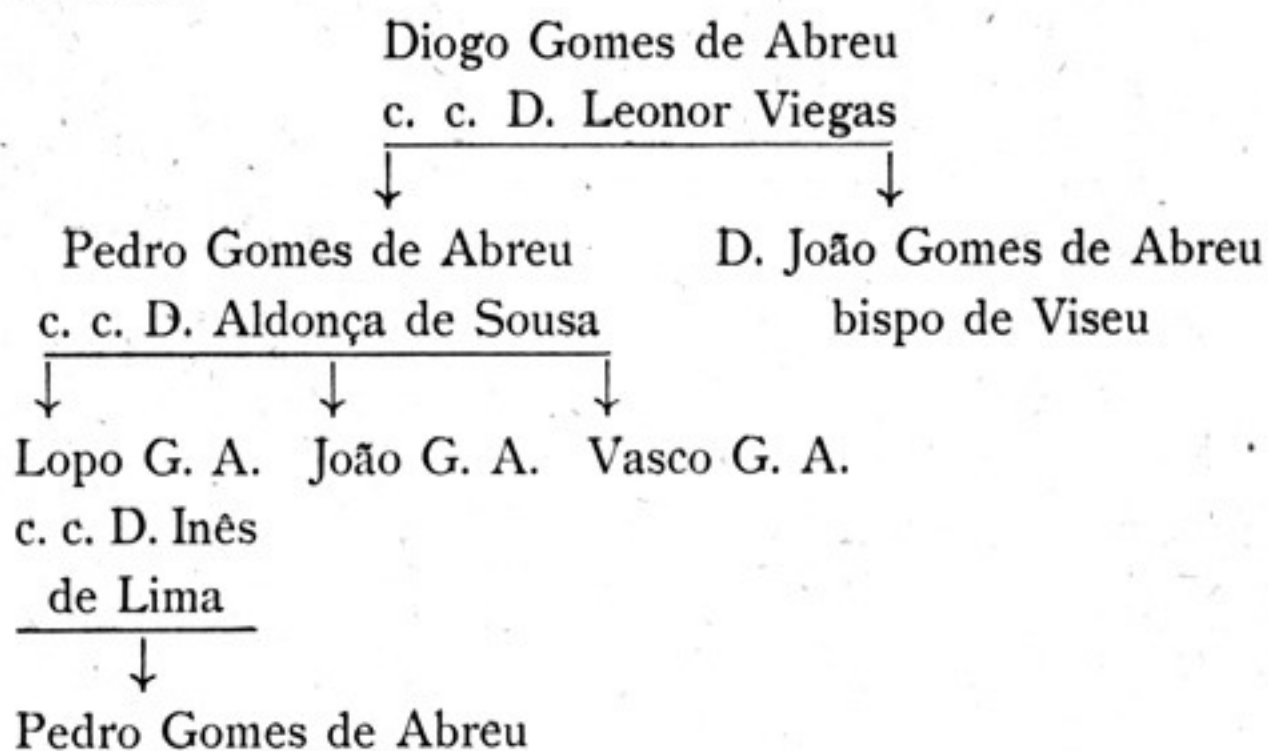 Diogo Gomes de Abreu
c. c. D. Leonor Viegas
Pedro Gomes de Abreu D. João Gomes de Abreu
c. c. D. Aldonça de Sousa bispo de Viseu
Lopo G. A. João G. A. Vasco G. A.
c. c. D. Inês
de Lima
Pedro Gomes de Abreu